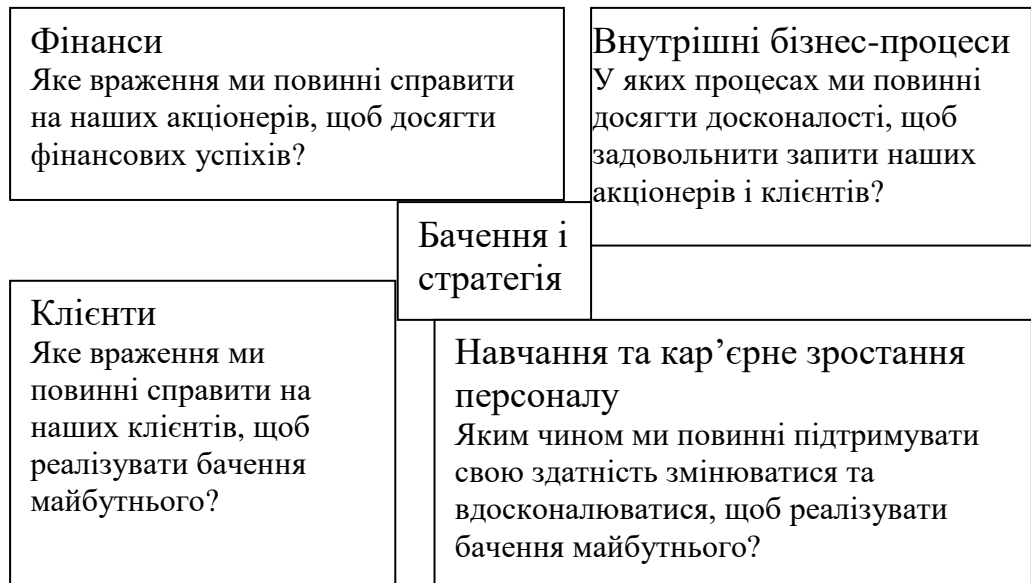 Фінанси
Яке враження ми повинні справити
на наших акціонерів, щоб досягти
фінансових успіхів?
Внутрішні бізнес-процеси
У яких процесах ми повинні
досягти досконалості, щоб
задовольнити запити наших
акціонерів і клієнтів?
Бачення і
стратегія
Клієнти
Яке враження ми
повинні справити на
наших клієнтів, щоб
реалізувати бачення
майбутнього?
Навчання та кар’єрне зростання
персоналу
Яким чином ми повинні підтримувати
свою здатність змінюватися та
вдосконалюватися, щоб реалізувати
бачення майбутнього?